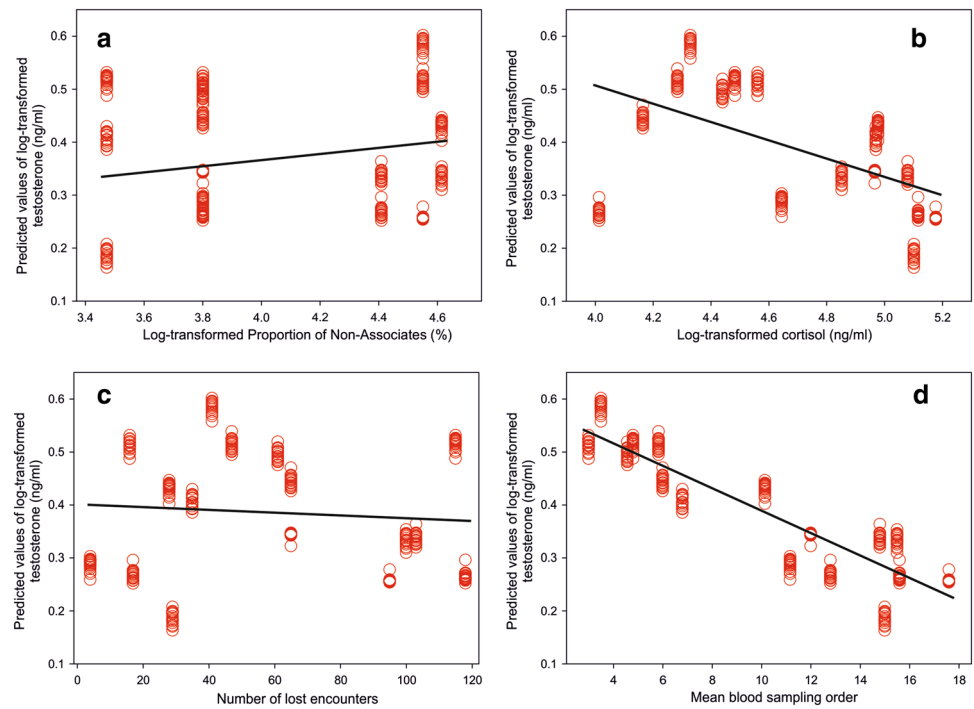 a
Predicted values of log-transformed
testosterone (ng/ml)
0.6
0.5
0.4
0.3
0.2
0.1
3.4 3.6 3.8 4.0 4.2 4.4 4.6
Log-transformed Proportion of Non-Associates (%)
b
Predicted values of log-transformed
testosterone (ng/ml)
0.6
0.5
0.4
0.3
0.2
0.1
4.0 4.2 4.4 4.6 4.8 5.0 5.2
Log-transformed cortisol (ng/ml)
c
Predicted values of log-transformed
testosterone (ng/ml)
0.6
0.5
0.4
0.3
0.2
0.1
0 20 40 60 80 100 120
Number of lost encounters
d
Predicted values of log-transformed
testosterone (ng/ml)
0.6
0.5
0.4
0.3
0.2
0.1
4 6 8 10 12 14 16 18
Mean blood sampling order